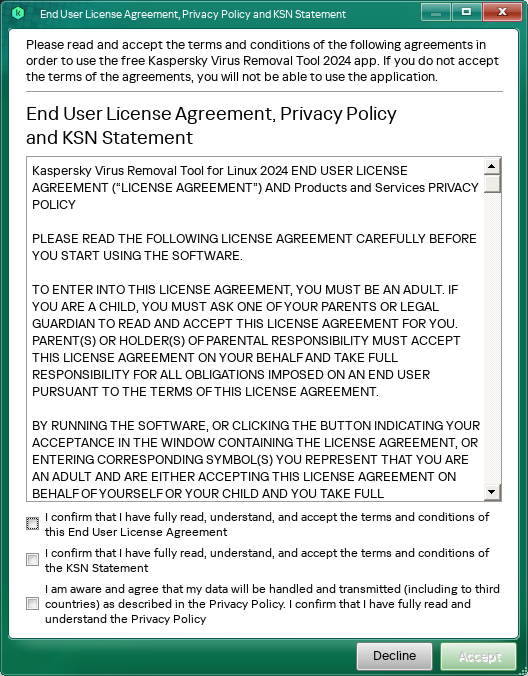 End User License Agreement, Privacy Policy and KSN Statement
Please read and accept the terms and conditions of the following agreements in
order to use the free Kaspersky Virus Removal Tool 2024 app. If you do not accept
the terms of the agreements, you will not be able to use the application.
End User License Agreement, Privacy Policy
and KSN Statement
Kaspersky Virus Removal Tool for Linux 2024 END USER LICENSE
AGREEMENT (“LICENSE AGREEMENT”) AND Products and Services PRIVACY
POLICY
PLEASE READ THE FOLLOWING LICENSE AGREEMENT CAREFULLY BEFORE
YOU START USING THE SOFTWARE.
TO ENTER INTO THIS LICENSE AGREEMENT, YOU MUST BE AN ADULT. IF
YOU ARE A CHILD, YOU MUST ASK ONE OF YOUR PARENTS OR LEGAL
GUARDIAN TO READ AND ACCEPT THIS LICENSE AGREEMENT FOR YOU.
PARENT(S) OR HOLDER(S) OF PARENTAL RESPONSIBILITY MUST ACCEPT
THIS LICENSE AGREEMENT ON YOUR BEHALF AND TAKE FULL
RESPONSIBILITY FOR ALL OBLIGATIONS IMPOSED ON AN END USER
PURSUANT TO THE TERMS OF THIS LICENSE AGREEMENT.
BY RUNNING THE SOFTWARE, OR CLICKING THE BUTTON INDICATING YOUR
ACCEPTANCE IN THE WINDOW CONTAINING THE LICENSE AGREEMENT, OR
ENTERING CORRESPONDING SYMBOL(S) YOU REPRESENT THAT YOU ARE
AN ADULT AND ARE EITHER ACCEPTING THIS LICENSE AGREEMENT ON
BEHALF OF YOURSELF OR YOUR CHILD AND YOU TAKE FULL
I confirm that I have fully read, understand, and accept the terms and conditions of
this End User License Agreement
I confirm that I have fully read, understand, and accept the terms and conditions of
the KSN Statement
I am aware and agree that my data will be handled and transmitted (including to third
countries) as described in the Privacy Policy. I confirm that I have fully read and
understand the Privacy Policy
Decline
Accept